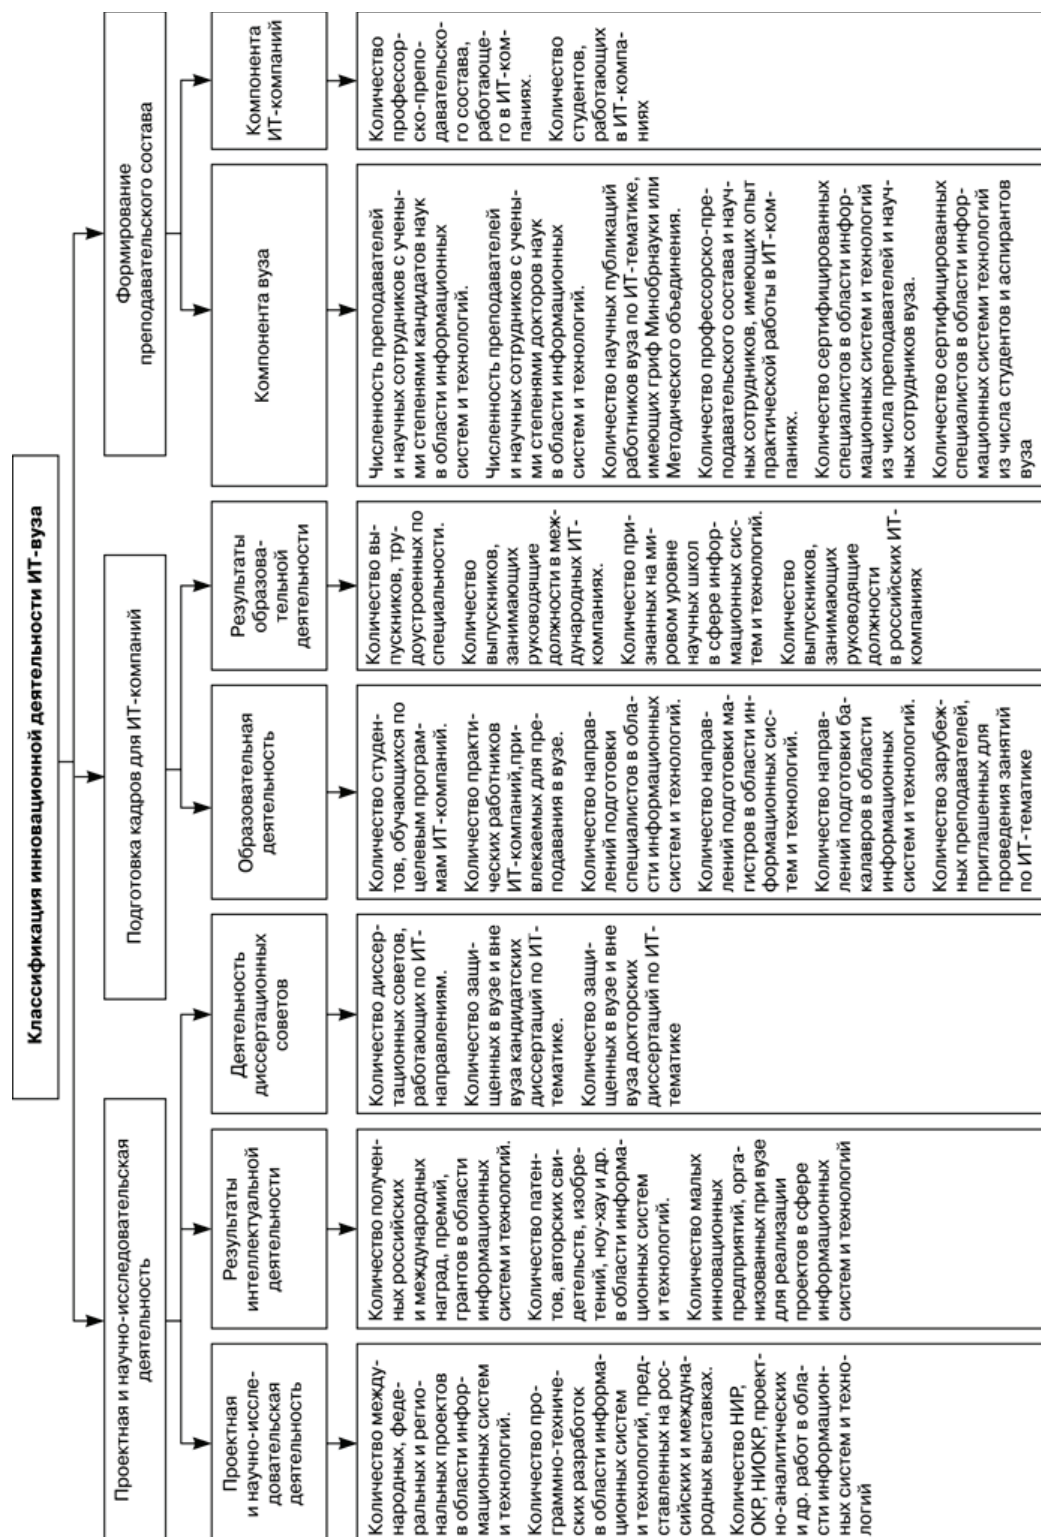 Классификация инновационной деятельности ИТ-вуза
Проектная и научно-исследовательская
деятельность
Подготовка кадров для ИТ-компаний
Формирование
преподавательского состава
Проектная
и научно-иссле-
довательская
деятельность
Результаты
интеллектуальной
деятельности
Деятельность
диссертационных
советов
Образовательная
деятельность
Результаты
образова-
тельной
деятельности
Компонента вуза
Компонента
ИТ-компаний
Количество между-
народных, феде-
ральных и регио-
нальных проектов
в области инфор-
мационных систем
и технологий.
Количество про-
граммно-техниче-
ских разработок
в области информа-
ционных систем
и технологий, пред-
ставленных на рос-
сийских и междуна-
родных выставках.
Количество НИР,
ОКР, НИОКР, проект-
но-аналитических
и др. работ в обла-
сти информацион-
ных систем и техно-
логий
Количество получен-
ных российских
и международных
наград, премий,
грантов в области
информационных
систем и технологий.
Количество патен-
тов, авторских сви-
детельств, изобре-
тений, ноу-хау и др.
в области информа-
ционных систем
и технологий.
Количество малых
инновационных
предприятий, орга-
низованных при вузе
для реализации
проектов в сфере
информационных
систем и технологий
Количество диссер-
тационных советов,
работающих по ИТ-
направлениям.
Количество защи-
щенных в вузе и вне
вуза кандидатских
диссертаций по ИТ-
тематике.
Количество защи-
щенных в вузе и вне
вуза докторских
диссертаций по ИТ-
тематике
Количество студен-
тов, обучающихся по
целевым програм-
мам ИТ-компаний.
Количество практи-
ческих работников
ИТ-компаний,при-
влекаемых для пре-
подавания в вузе.
Количество направ-
лений подготовки
специалистов в обла-
сти информационных
систем и технологий.
Количество направ-
лений подготовки ма-
гистров в области ин-
формационных сис-
тем и технологий.
Количество направ-
лений подготовки ба-
калавров в области
информационных
систем и технологий.
Количество зарубеж-
ных преподавателей,
приглашенных для
проведения занятий
по ИТ-тематике
Количество вы-
пускников, тру-
доустроенных по
специальности.
Количество
выпускников,
занимающих
руководящие
должности в меж-
дународных ИТ-
компаниях.
Количество при-
знанных на ми-
ровом уровне
научных школ
в сфере инфор-
мационных сис-
тем и технологий.
Количество
выпускников,
занимающих
руководящие
должности
в российских ИТ-
компаниях
Численность преподавателей
и научных сотрудников с учены-
ми степенями кандидатов наук
в области информационных
систем и технологий.
Численность преподавателей
и научных сотрудников с учены-
ми степенями докторов наук
в области информационных
систем и технологий.
Количество научных публикаций
работников вуза по ИТ-тематике,
имеющих гриф Минобрнауки или
Методического объединения.
Количество профессорско-пре-
подавательского состава и науч-
ных сотрудников, имеющих опыт
практической работы в ИТ-ком-
паниях.
Количество сертифицированных
специалистов в области инфор-
мационных систем и технологий
из числа преподавателей и науч-
ных сотрудников вуза.
Количество сертифицированных
специалистов в области инфор-
мационных системи технологий
из числа студентов и аспирантов
вуза
Количество
профессор-
ско-препо-
давательско-
го состава,
работающе-
го в ИТ-ком-
паниях.
Количество
студентов,
работающих
в ИТ-компа-
ниях